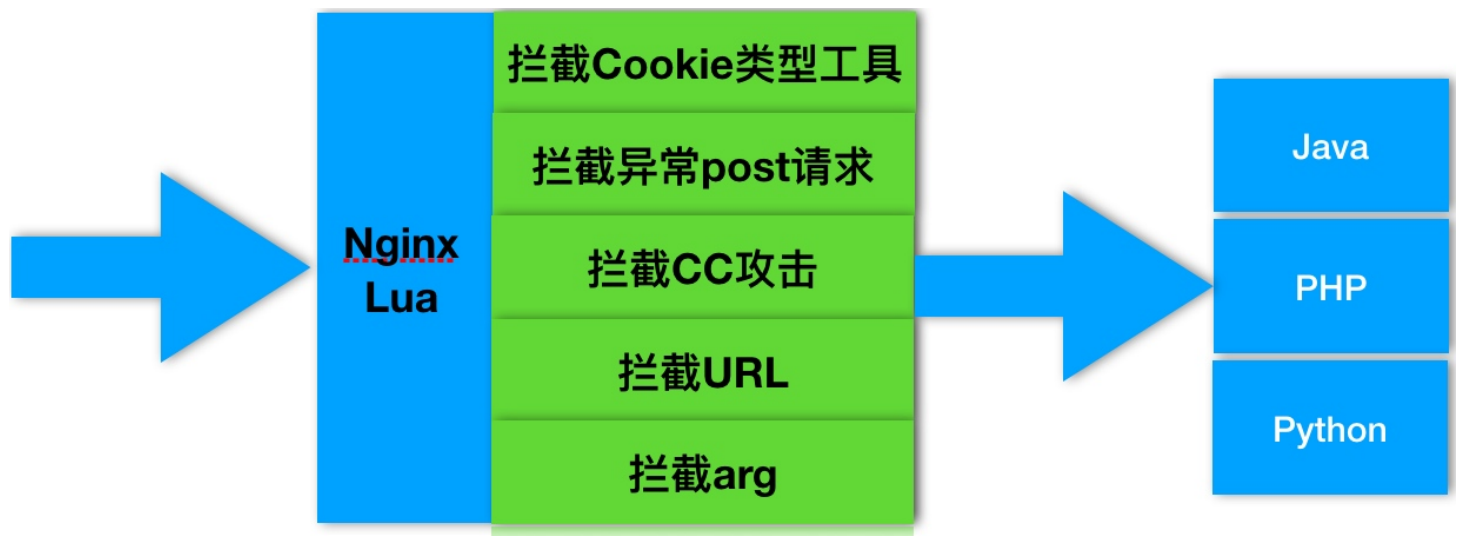 Nginx
Lua
拦截Cookie类型工具
拦截异常post请求
拦截CC攻击
拦截URL
拦截arg
Java
PHP
Python